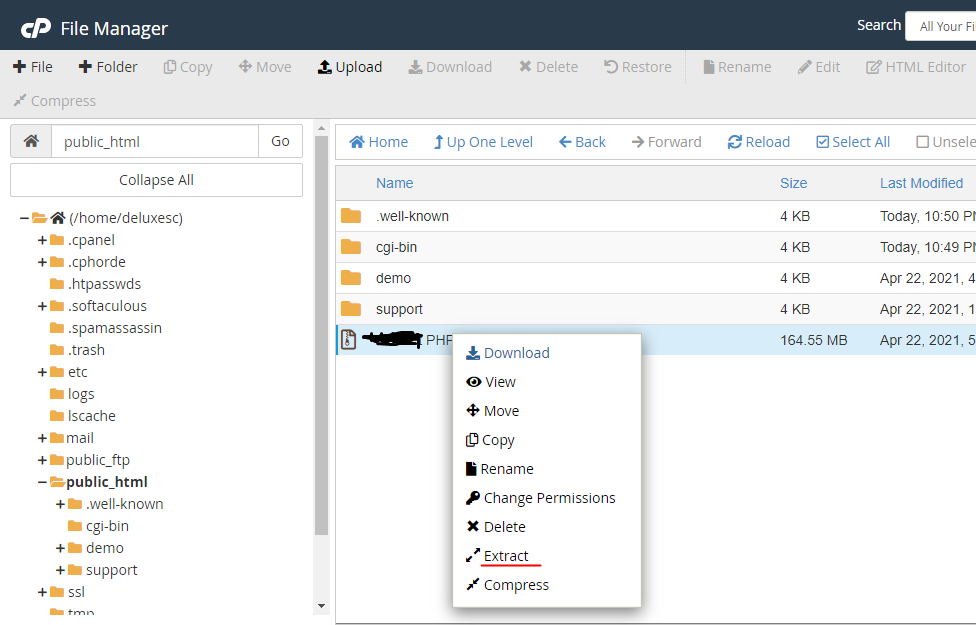 cP File Manager Search All Your Fi
File Folder Copy Move Upload Download Delete Restore Rename Edit HTML Editor
Compress
public_html Go
Collapse All
(/home/deluxesc)
.cpanel
.cphorde
.htpasswds
.softaculous
.spamassassin
.trash
etc
logs
lscache
mail
public_ftp
public_html
.well-known
cgi-bin
demo
support
ssl
tmp
Home Up One Level Back Forward Reload Select All Unsele
Name Size Last Modified
.well-known 4 KB Today, 10:50 PM
cgi-bin 4 KB Today, 10:49 PM
demo 4 KB Apr 22, 2021, 4
support 4 KB Apr 22, 2021, 1
PHP 164.55 MB Apr 22, 2021, 5
Download
View
Move
Copy
Rename
Change Permissions
Delete
Extract
Compress